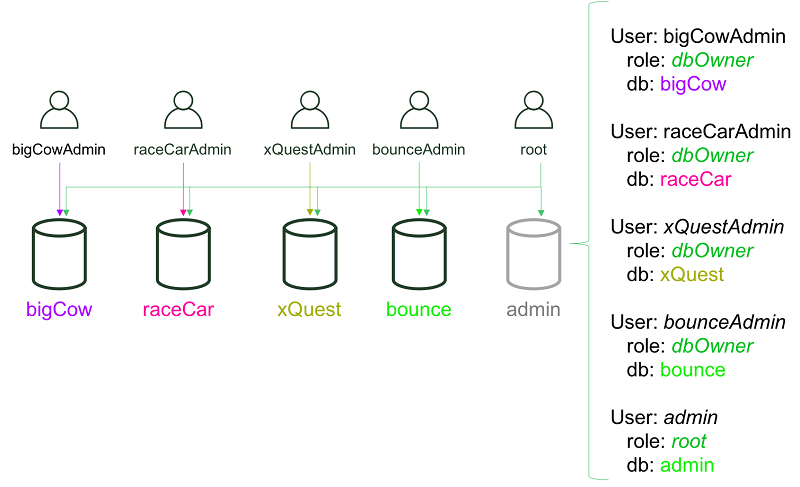 bigCowAdmin
raceCarAdmin
xQuestAdmin
bounceAdmin
root
bigCow
raceCar
xQuest
bounce
admin
User: bigCowAdmin
role: dbOwner
db: bigCow
User: raceCarAdmin
role: dbOwner
db: raceCar
User: xQuestAdmin
role: dbOwner
db: xQuest
User: bounceAdmin
role: dbOwner
db: bounce
User: admin
role: root
db: admin